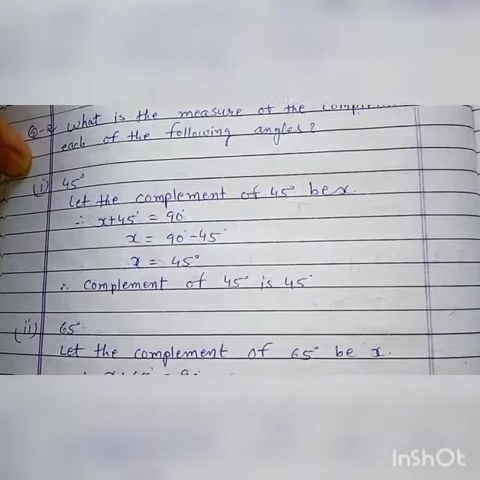 Q-2 What is the measure of the
each of the following angles?
(i) 45°
Let the complement of 45° be x.
∴ x+45° = 90°
x = 90°-45°
x = 45°
∴ complement of 45° is 45°
(ii) 65°
Let the complement of 65° be x.
InShOt